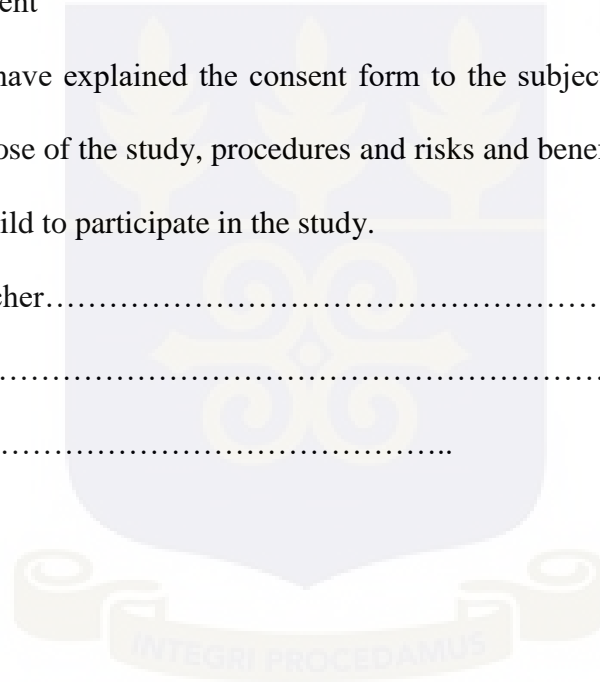 ent
have explained the consent form to the subject
ose of the study, procedures and risks and bene
ild to participate in the study.
cher……………………………………………………
………………………………………………………
………………………………………..
INTEGRI PROCEDAMUS